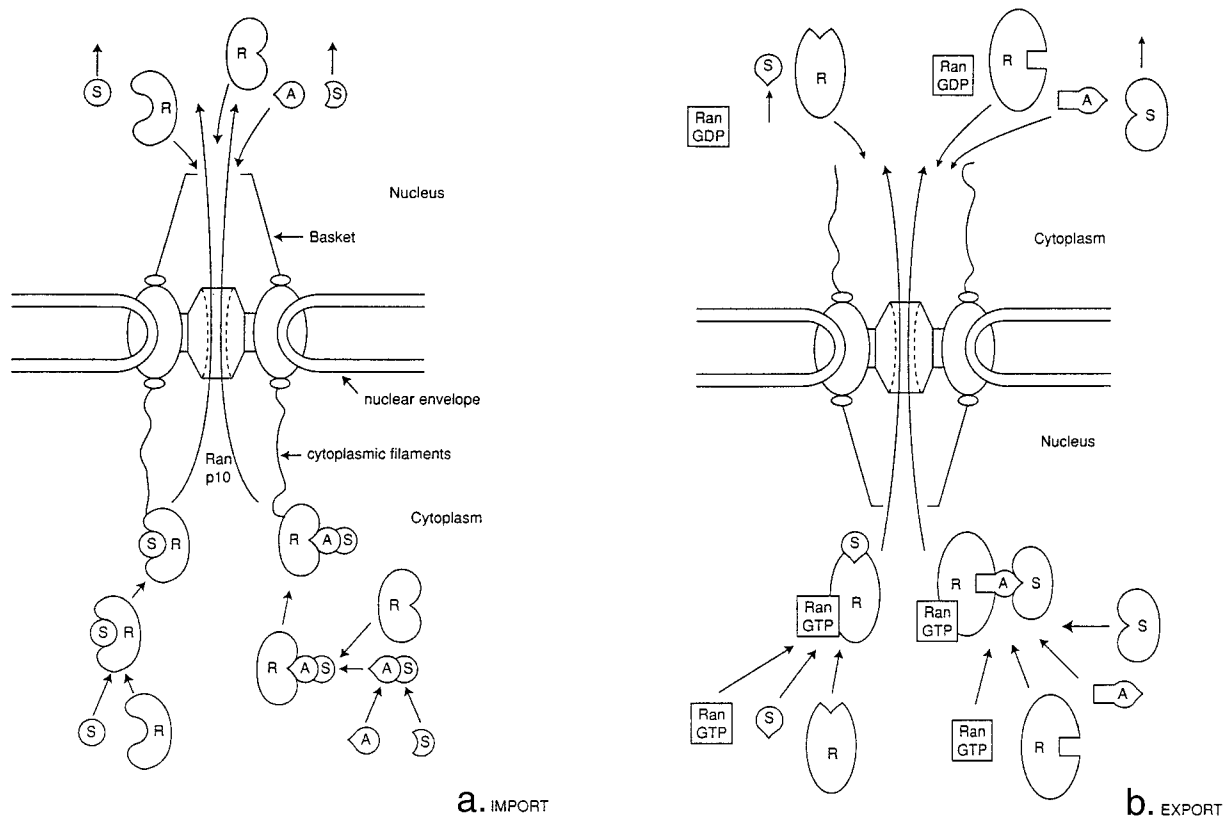 R
S
R
A
S
Nucleus
Basket
nuclear envelope
cytoplasmic filaments
Ran
p10
Cytoplasm
S R
R A S
S R
R
R A S
A S
S
R
A
S
a. IMPORT
S
R
Ran
GDP
Ran
GDP
R
A
S
Cytoplasm
Nucleus
S
R
Ran
GTP
R
A S
Ran
GTP
S
A
Ran
GTP
S
R
Ran
GTP
R
b. EXPORT